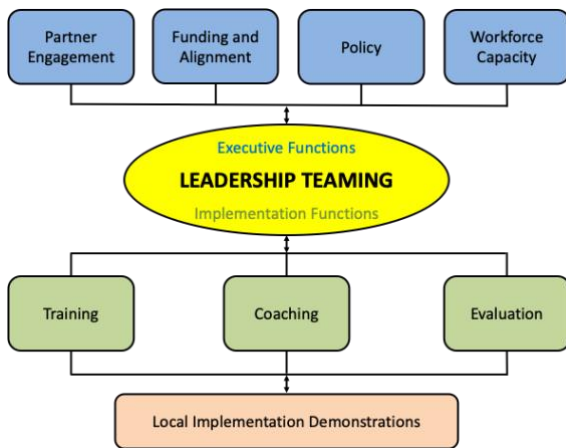 Partner
Engagement
Funding and
Alignment
Policy
Workforce
Capacity
Executive Functions
LEADERSHIP TEAMING
Implementation Functions
Training
Coaching
Evaluation
Local Implementation Demonstrations